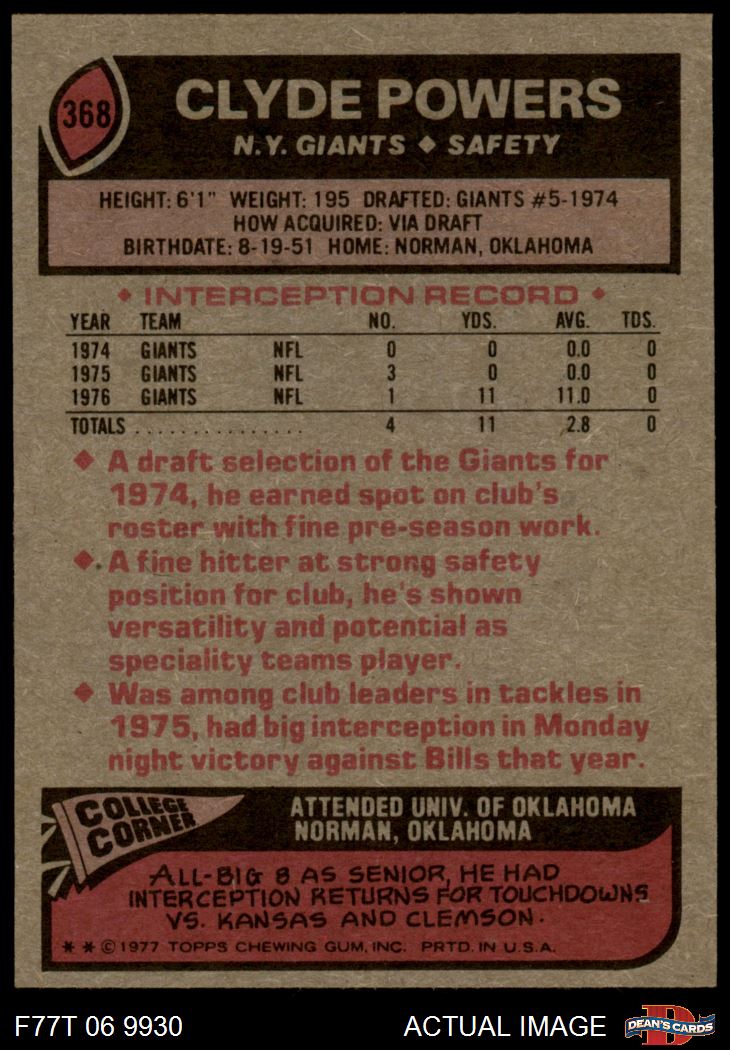 368
CLYDE POWERS
N.Y. GIANTS ♦ SAFETY
HEIGHT: 6'1" WEIGHT: 195 DRAFTED: GIANTS #5-1974
HOW ACQUIRED: VIA DRAFT
BIRTHDATE: 8-19-51 HOME: NORMAN, OKLAHOMA
♦ INTERCEPTION RECORD ♦
YEAR TEAM NO. YDS. AVG. TDS.
1974 GIANTS NFL 0 0 0.0 0
1975 GIANTS NFL 3 0 0.0 0
1976 GIANTS NFL 1 11 11.0 0
TOTALS . . . . . . . . . . . . . . . 4 11 2.8 0
♦ A draft selection of the Giants for
1974, he earned spot on club's
roster with fine pre-season work.
♦ A fine hitter at strong safety
position for club, he's shown
versatility and potential as
speciality teams player.
♦ Was among club leaders in tackles in
1975, had big interception in Monday
night victory against Bills that year.
COLLEGE
CORNER
ATTENDED UNIV. OF OKLAHOMA
NORMAN, OKLAHOMA
ALL-BIG 8 AS SENIOR, HE HAD
INTERCEPTION RETURNS FOR TOUCHDOWNS
VS. KANSAS AND CLEMSON.
* * © 1977 TOPPS CHEWING GUM, INC. PRTD. IN U.S.A.
F77T 06 9930 ACTUAL IMAGE
D
DEAN'S CARDS